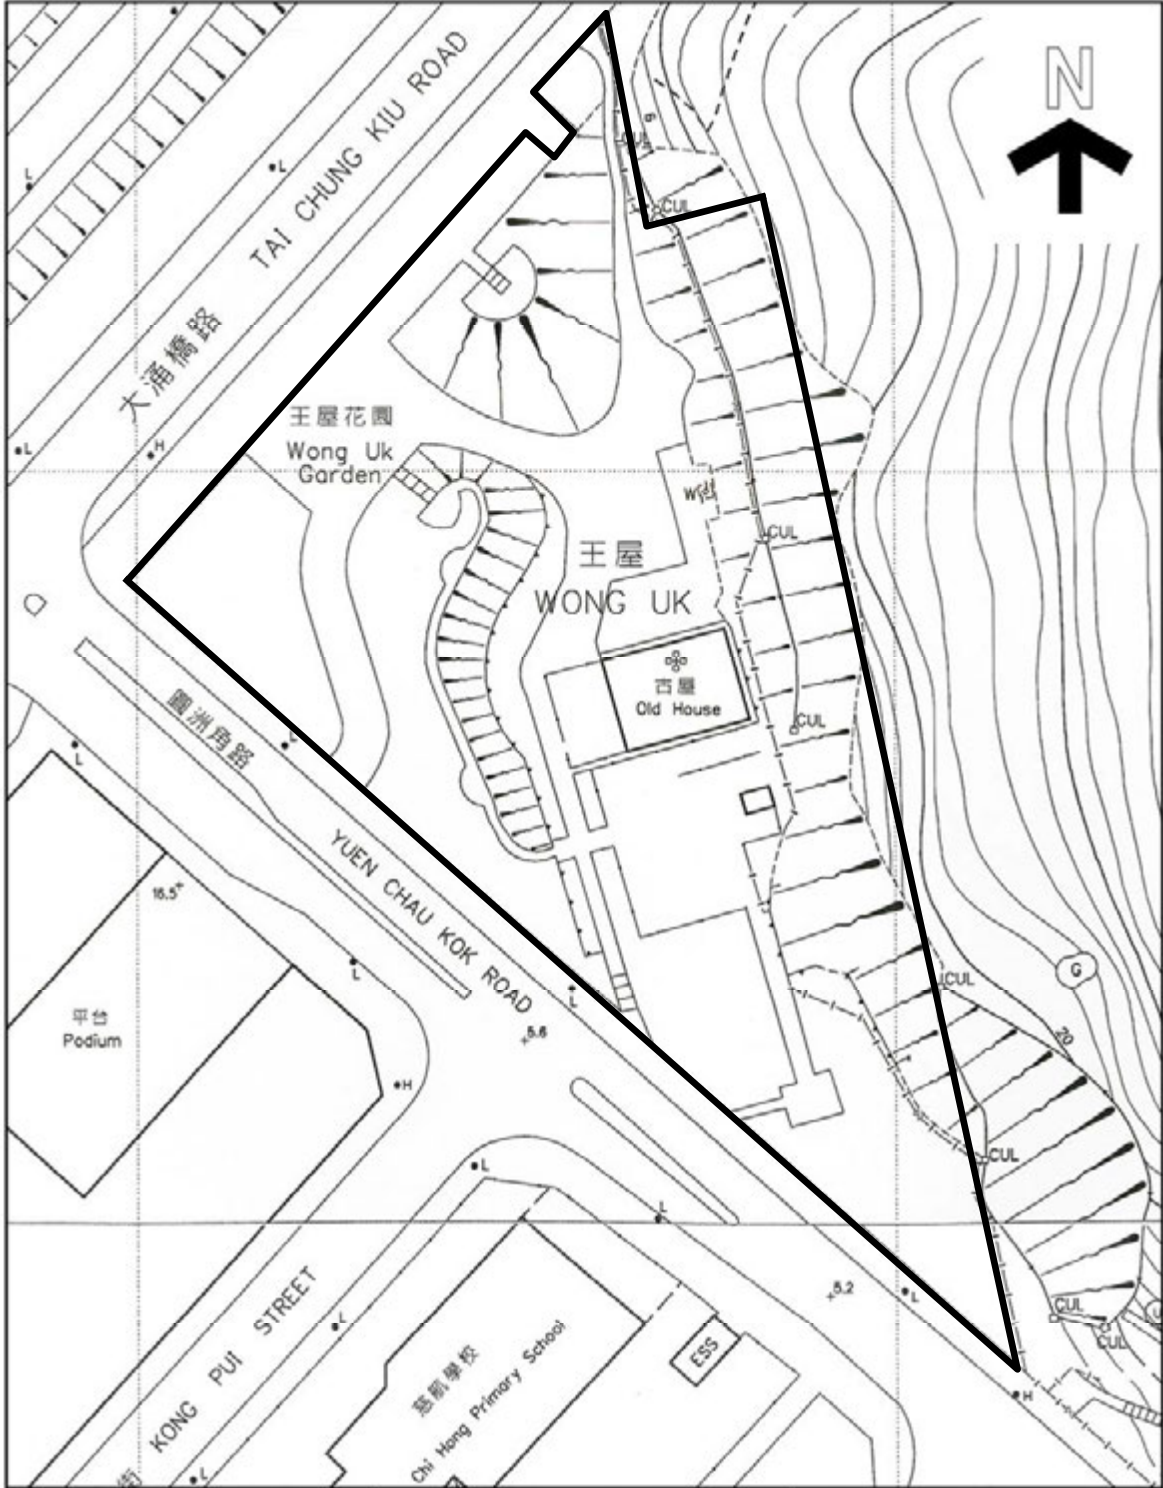 N
TAI CHUNG KIU ROAD
大涌橋路
6
CUL
CUL
L
L
L
H
王屋花園
Wong Uk
Garden
王屋
WONG UK
CUL
古屋
Old House
CUL
圓洲角路
YUEN CHAU KOK ROAD
L
L
16.5
L
L
平台
Podium
5.6
H
G
CUL
20
CUL
L
L
5.2
L
CUL
CUL
U
H
KONG PUI STREET
街
L
L
慈航學校
Chi Hong Primary School
ESS